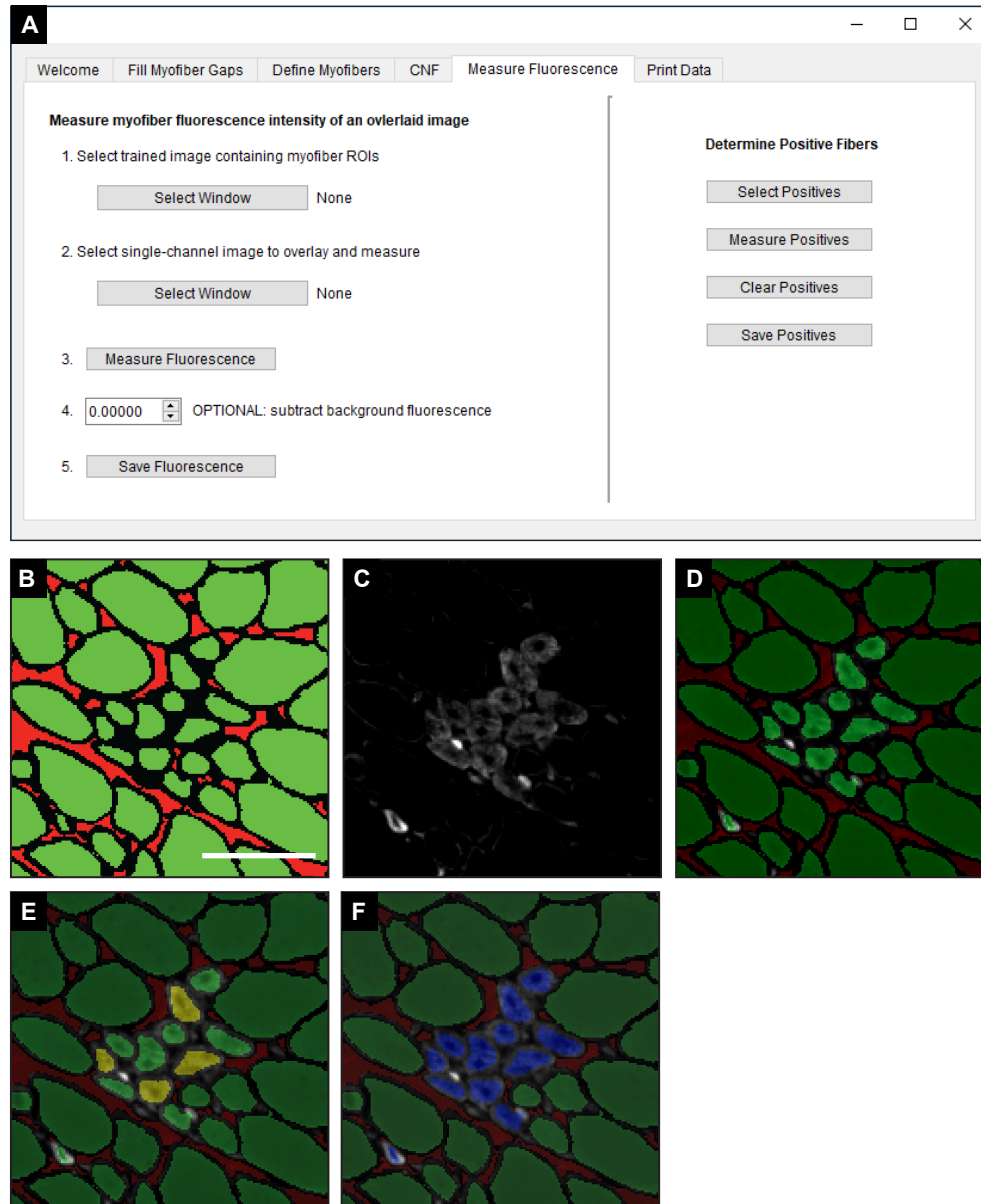 A
Welcome Fill Myofiber Gaps Define Myofibers CNF Measure Fluorescence Print Data
Measure myofiber fluorescence intensity of an ovlerlaid image
1. Select trained image containing myofiber ROIs
Select Window None
2. Select single-channel image to overlay and measure
Select Window None
3. Measure Fluorescence
4. 0.00000 OPTIONAL: subtract background fluorescence
5. Save Fluorescence
Determine Positive Fibers
Select Positives
Measure Positives
Clear Positives
Save Positives
B
C
D
E
F